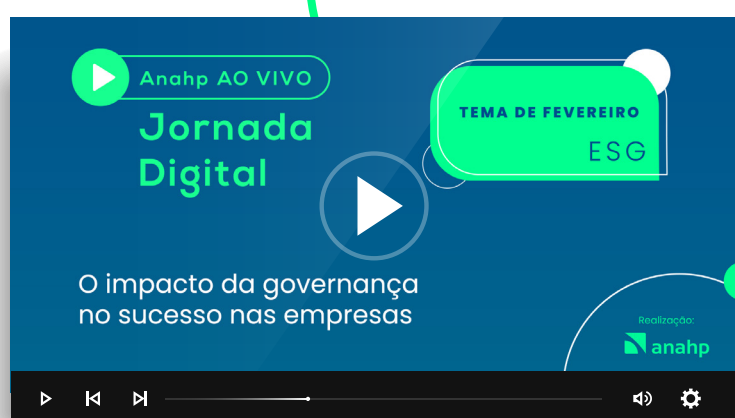 Anahp AO VIVO
Jornada
Digital
TEMA DE FEVEREIRO
ESG
O impacto da governança
no sucesso nas empresas
Realização:
anahp